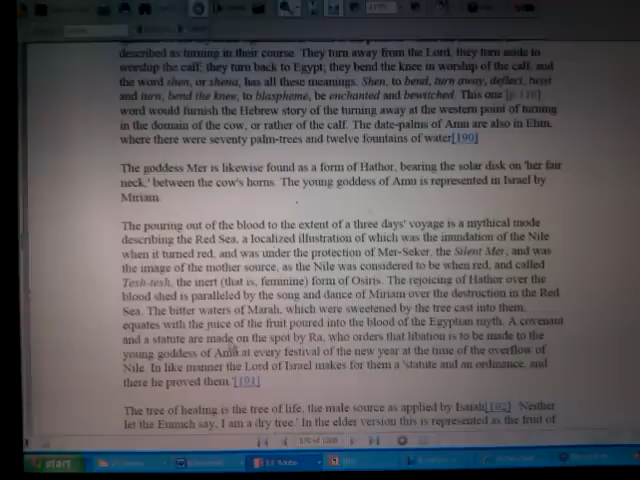 described as turning in their course. They turn away from the Lord, they turn aside to
worship the calf; they turn back to Egypt; they bend the knee in worship of the calf, and
the word shen, or shena, has all these meanings. Shen, to bend, turn away, deflect, twist
and turn, bend the knee, to blaspheme, be enchanted and bewitched. This one [p.118]
word would furnish the Hebrew story of the turning away at the western point of turning
in the domain of the cow, or rather of the calf. The date-palms of Amu are also in Elim,
where there were seventy palm-trees and twelve fountains of water[190]
The goddess Mer is likewise found as a form of Hathor, bearing the solar disk on 'her fair
neck,' between the cow's horns. The young goddess of Amu is represented in Israel by
Miriam.
The pouring out of the blood to the extent of a three days' voyage is a mythical mode
describing the Red Sea, a localized illustration of which was the inundation of the Nile
when it turned red, and was under the protection of Mer-Seker, the Silent Mer, and was
the image of the mother source, as the Nile was considered to be when red, and called
Tesh-tesh, the inert (that is, feminine) form of Osiris. The rejoicing of Hathor over the
blood shed is paralleled by the song and dance of Miriam over the destruction in the Red
Sea. The bitter waters of Marah, which were sweetened by the tree cast into them,
equates with the juice of the fruit poured into the blood of the Egyptian myth. A covenant
and a statute are made on the spot by Ra, who orders that libation is to be made to the
young goddess of Amu at every festival of the new year at the time of the overflow of
Nile. In like manner the Lord of Israel makes for them a 'statute and an ordinance, and
there he proved them.'[191]
The tree of healing is the tree of life, the male source as applied by Isaiah[192] 'Neither
let the Eunuch say, I am a dry tree.' In the elder version this is represented as the fruit of
start